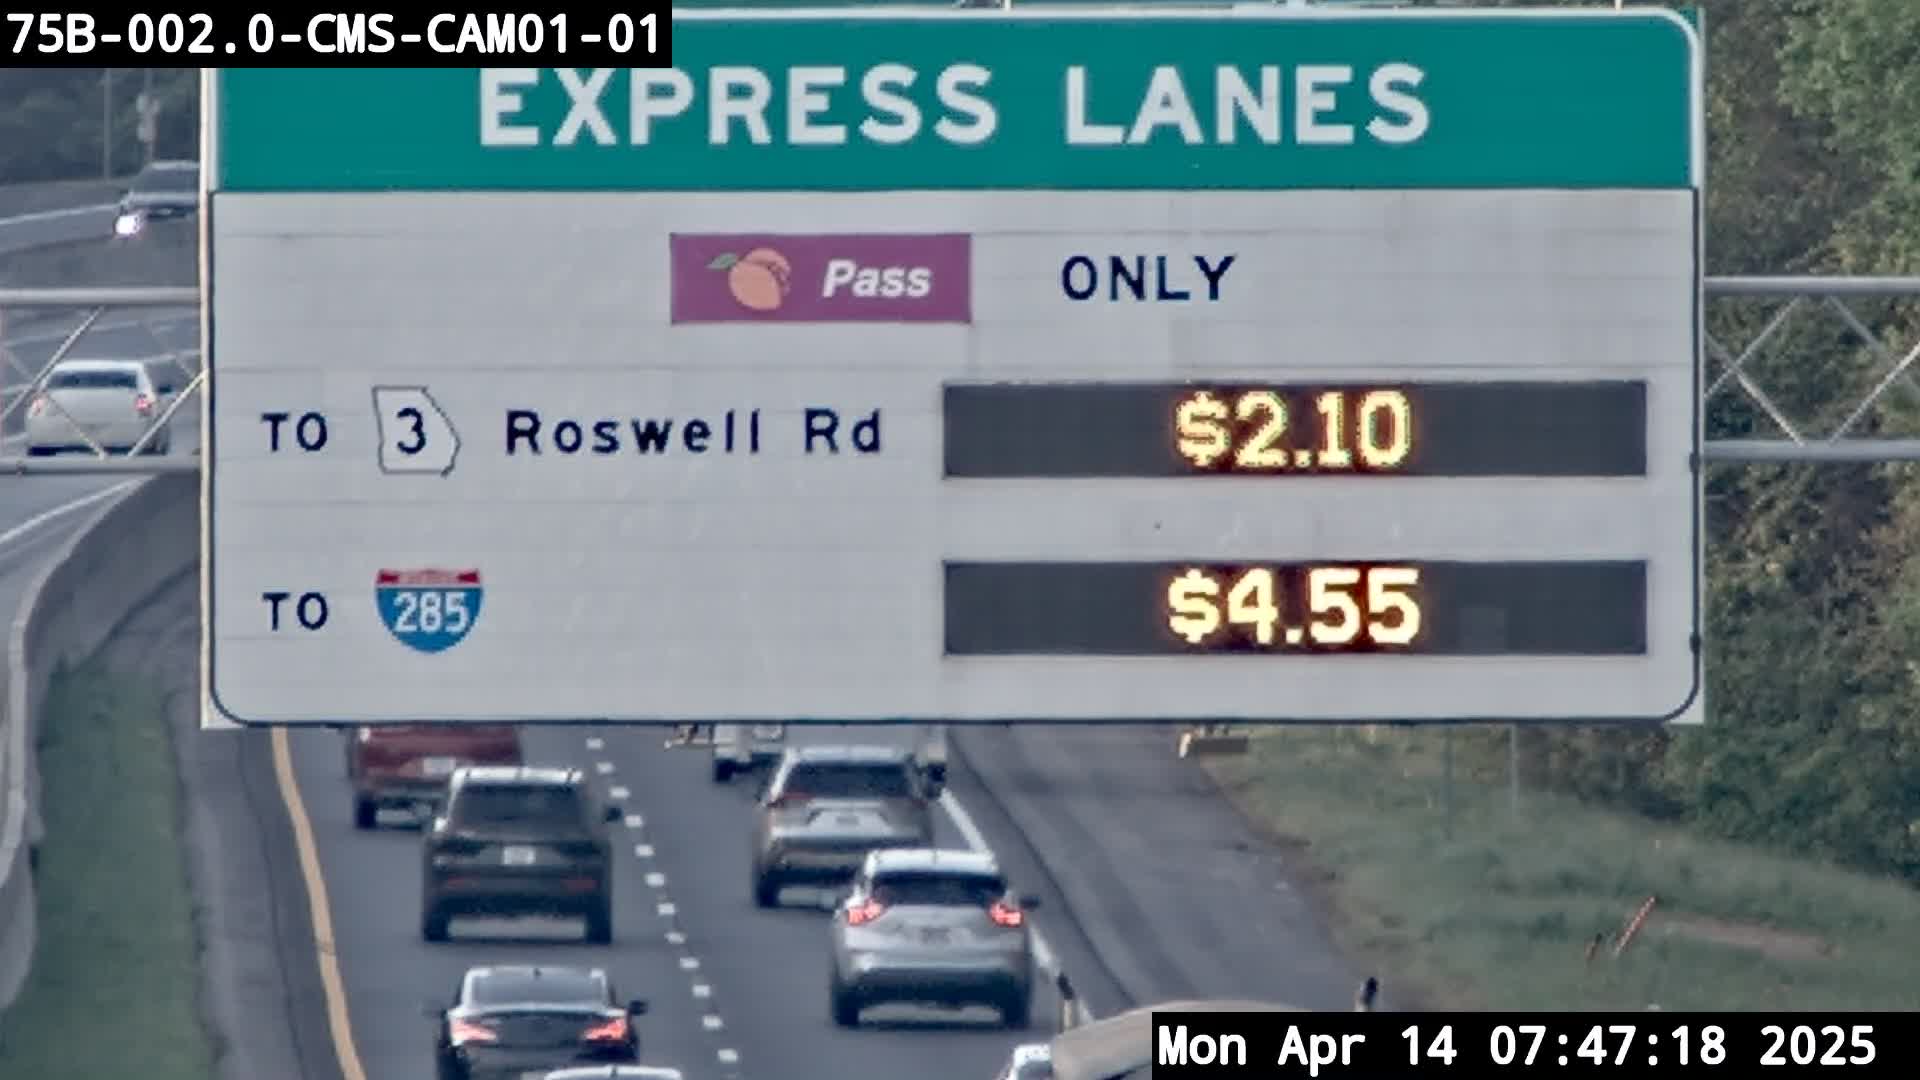 75B-002.0-CMS-CAM01-01
EXPRESS LANES
Pass ONLY
TO 3 Roswell Rd $2.10
TO 285 $4.55
Mon Apr 14 07:47:18 2025